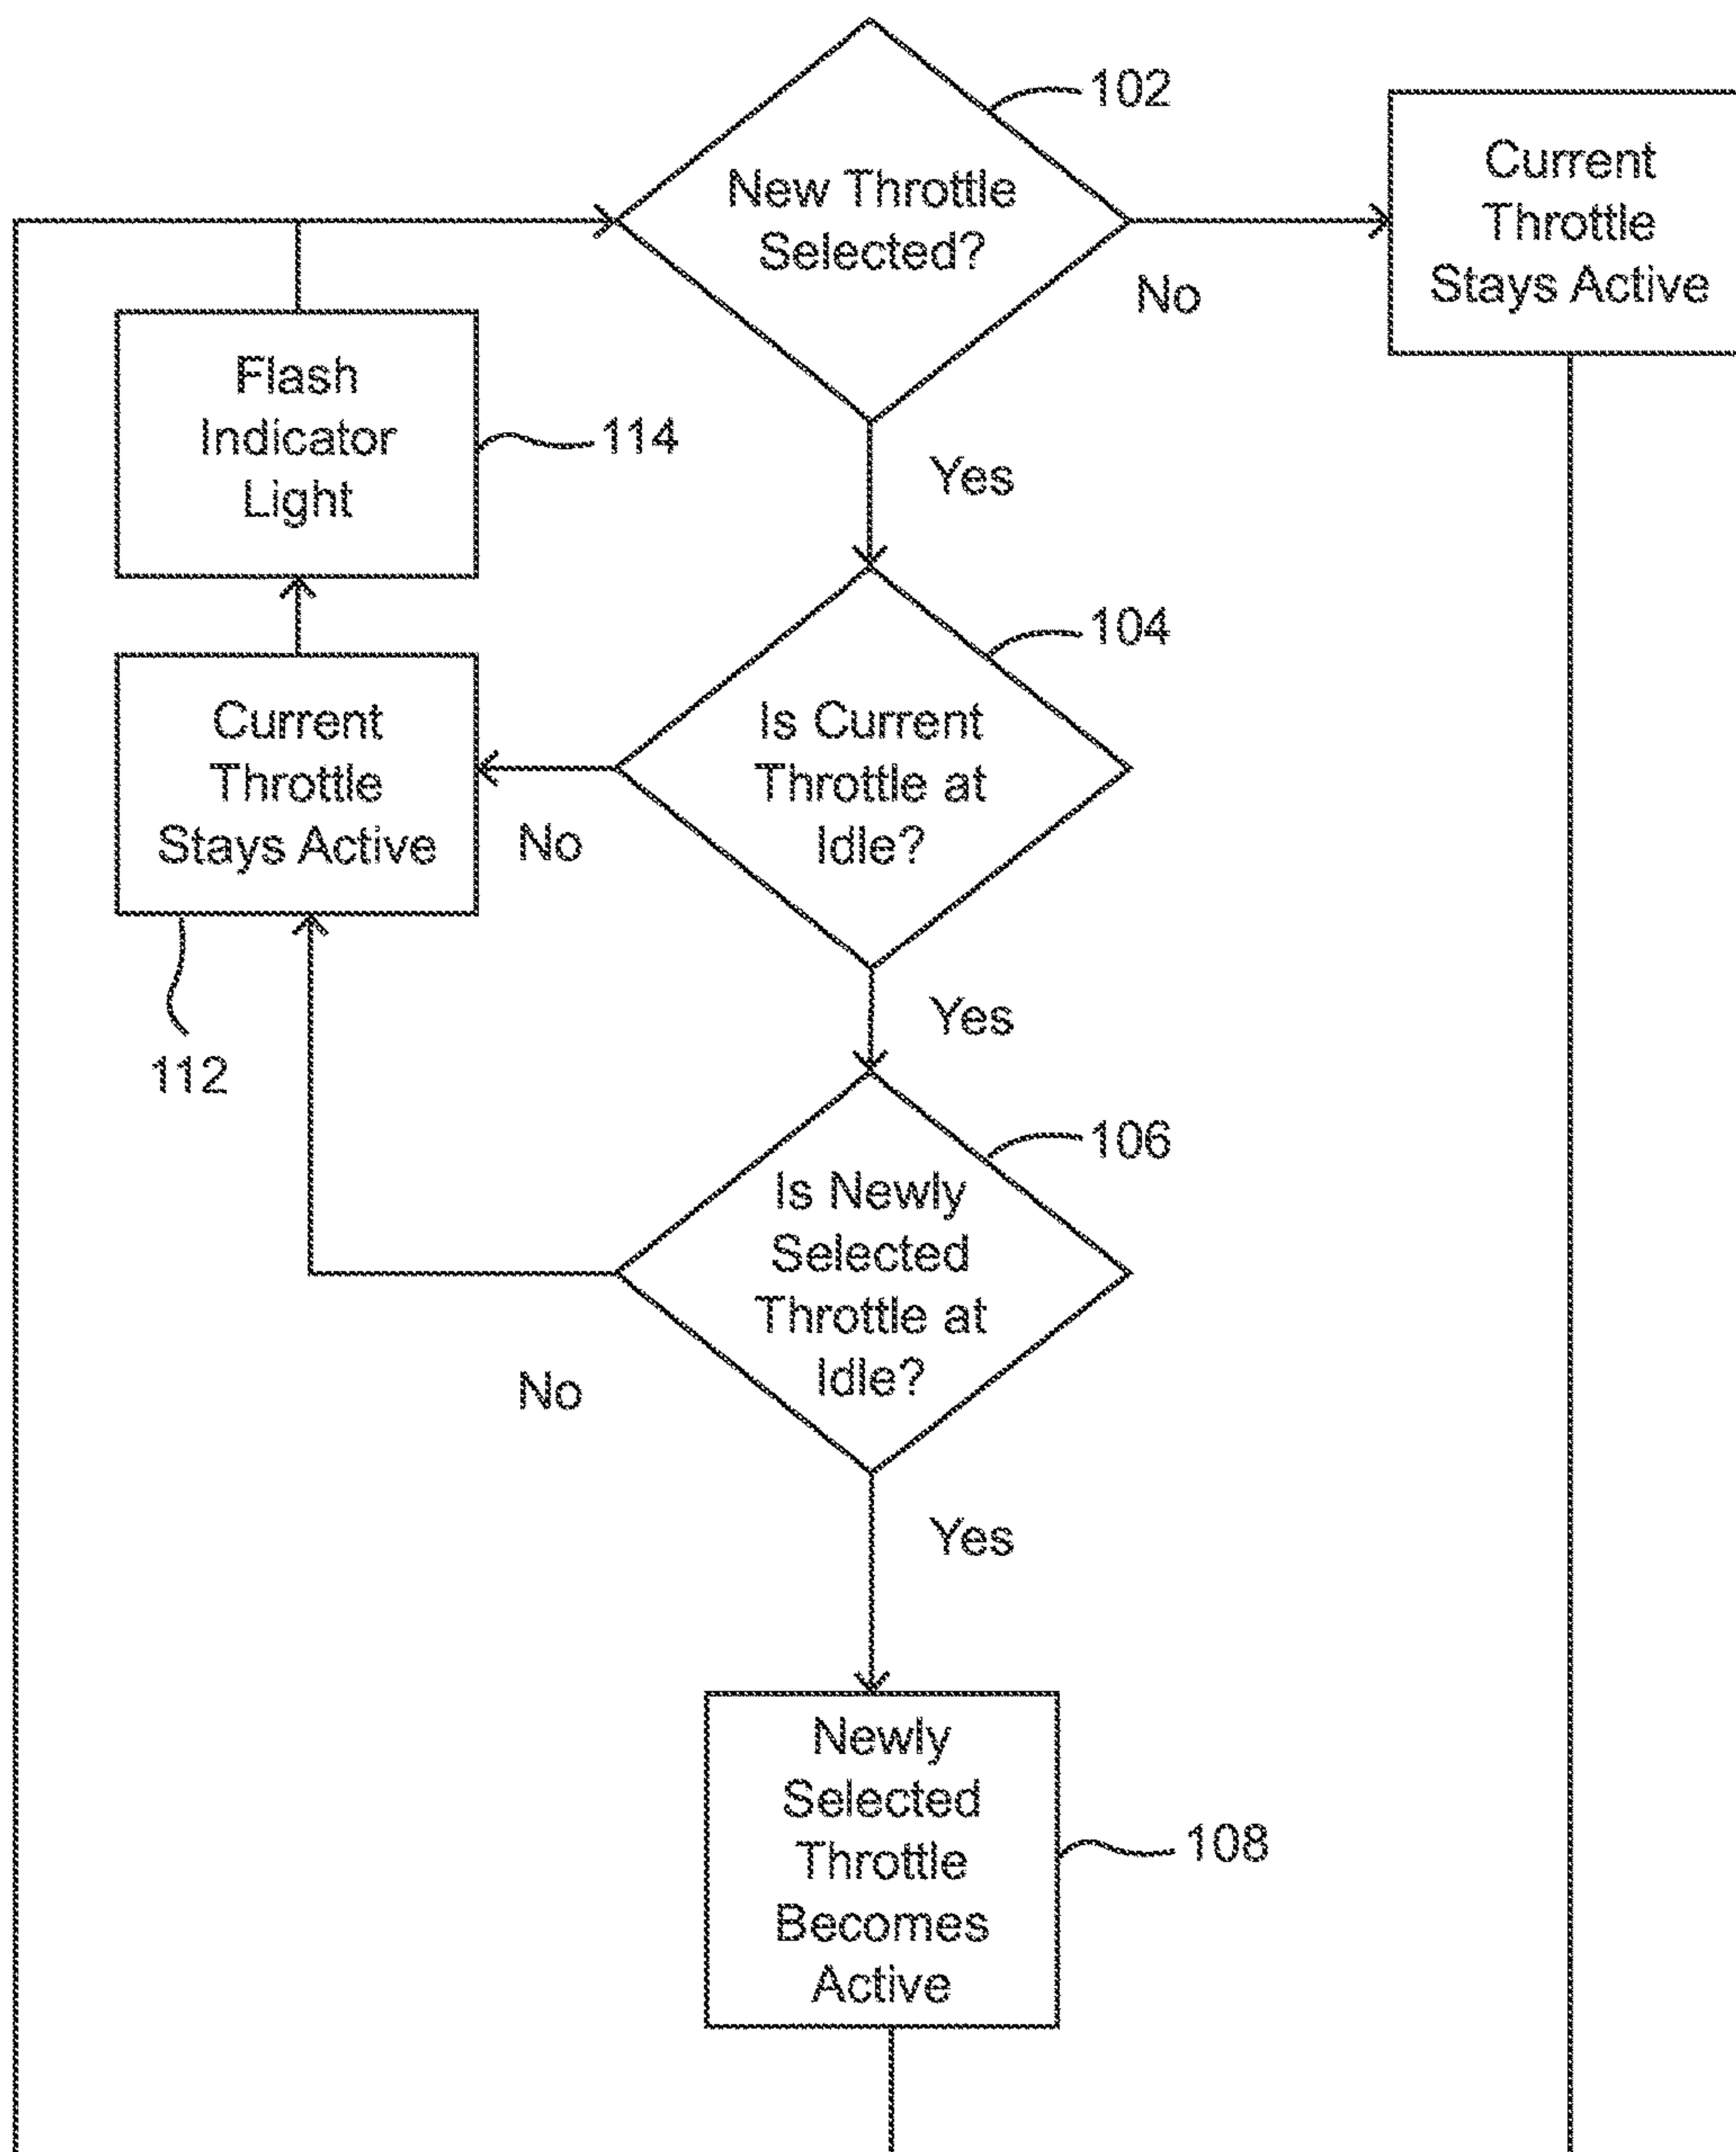 102
New Throttle
Selected?
No
Current
Throttle
Stays Active
Flash
Indicator
Light
114
Yes
104
Is Current
Throttle at
Idle?
No
Current
Throttle
Stays Active
112
Yes
106
Is Newly
Selected
Throttle at
Idle?
No
Yes
Newly
Selected
Throttle
Becomes
Active
108